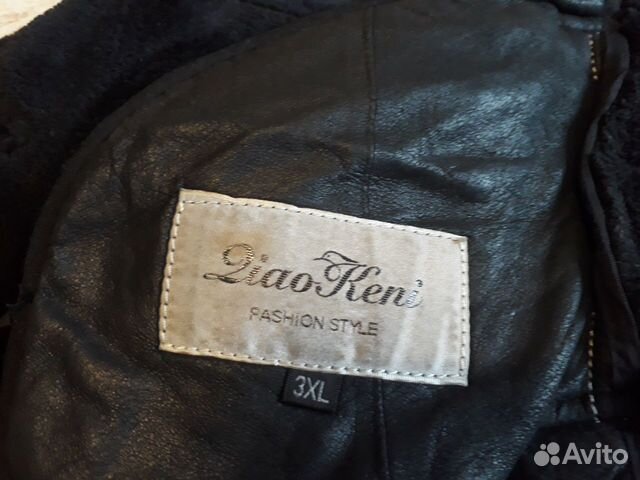 QiaoKeni
FASHION STYLE
3XL
Avito